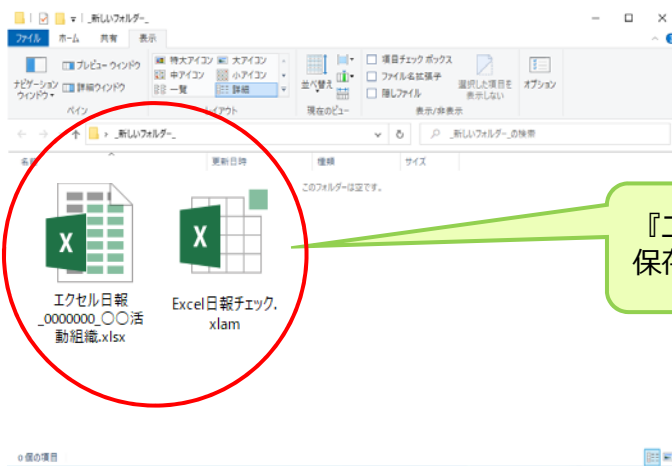 _新しいフォルダー_
ファイル ホーム 共有 表示
ナビゲーション ウィンドウ
プレビュー ウィンドウ
詳細ウィンドウ
ペイン
特大アイコン 大アイコン
中アイコン 小アイコン
一覧 詳細
レイアウト
並べ替え
現在のビュー
項目チェック ボックス
ファイル名拡張子
隠しファイル
選択した項目を
表示しない
表示/非表示
オプション
_新しいフォルダー_
_新しいフォルダー_の検索
更新日時 種類 サイズ
このフォルダーは空です。
エクセル日報
_0000000_〇〇活
動組織.xlsx
Excel日報チェック.
xlam
保存
0 個の項目